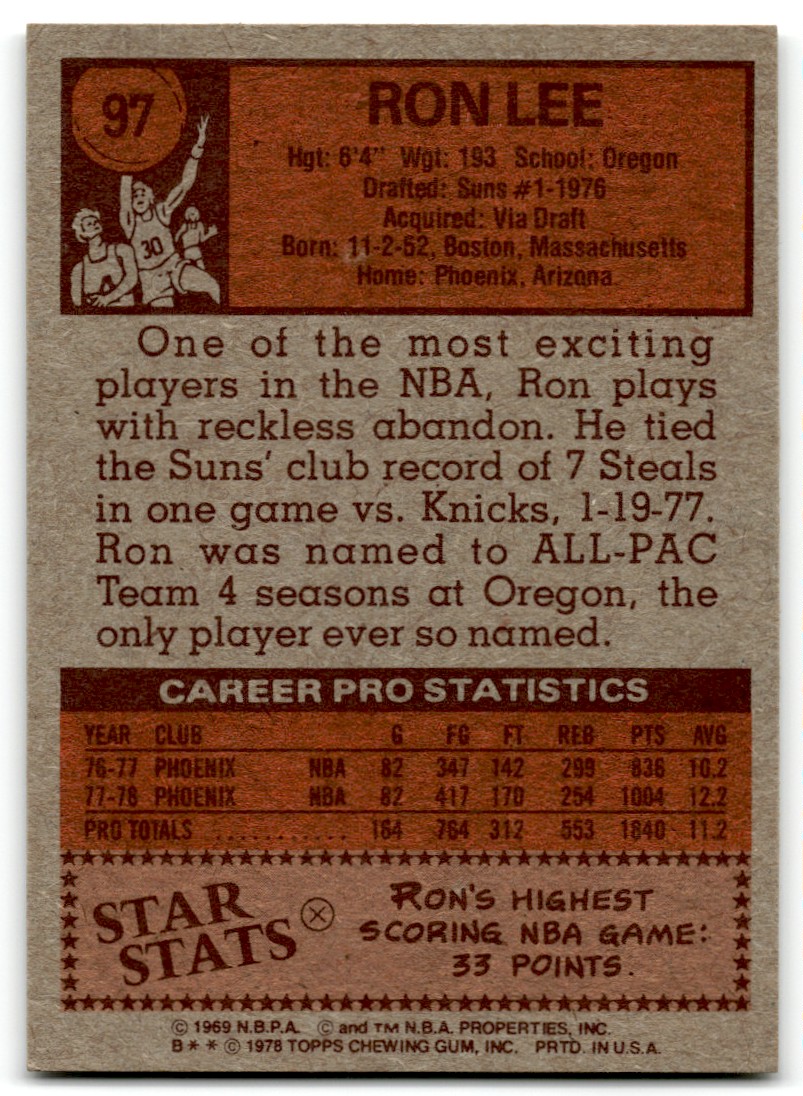 97
RON LEE
Hgt: 6'4" Wgt: 193 School: Oregon
Drafted: Suns #1-1976
Acquired: Via Draft
Born: 11-2-52, Boston, Massachusetts
Home: Phoenix, Arizona
30
One of the most exciting
players in the NBA, Ron plays
with reckless abandon. He tied
the Suns' club record of 7 Steals
in one game vs. Knicks, 1-19-77.
Ron was named to ALL-PAC
Team 4 seasons at Oregon, the
only player ever so named.
CAREER PRO STATISTICS
YEAR CLUB G FG FT REB PTS AVG
76-77 PHOENIX NBA 82 347 142 299 836 10.2
77-78 PHOENIX NBA 82 417 170 254 1004 12.2
PRO TOTALS ........... 164 764 312 553 1840 11.2
STAR
STATS
RON'S HIGHEST
SCORING NBA GAME:
33 POINTS.
© 1969 N.B.P.A. © and TM N.B.A. PROPERTIES, INC.
B** © 1978 TOPPS CHEWING GUM, INC. PRTD. IN U.S.A.